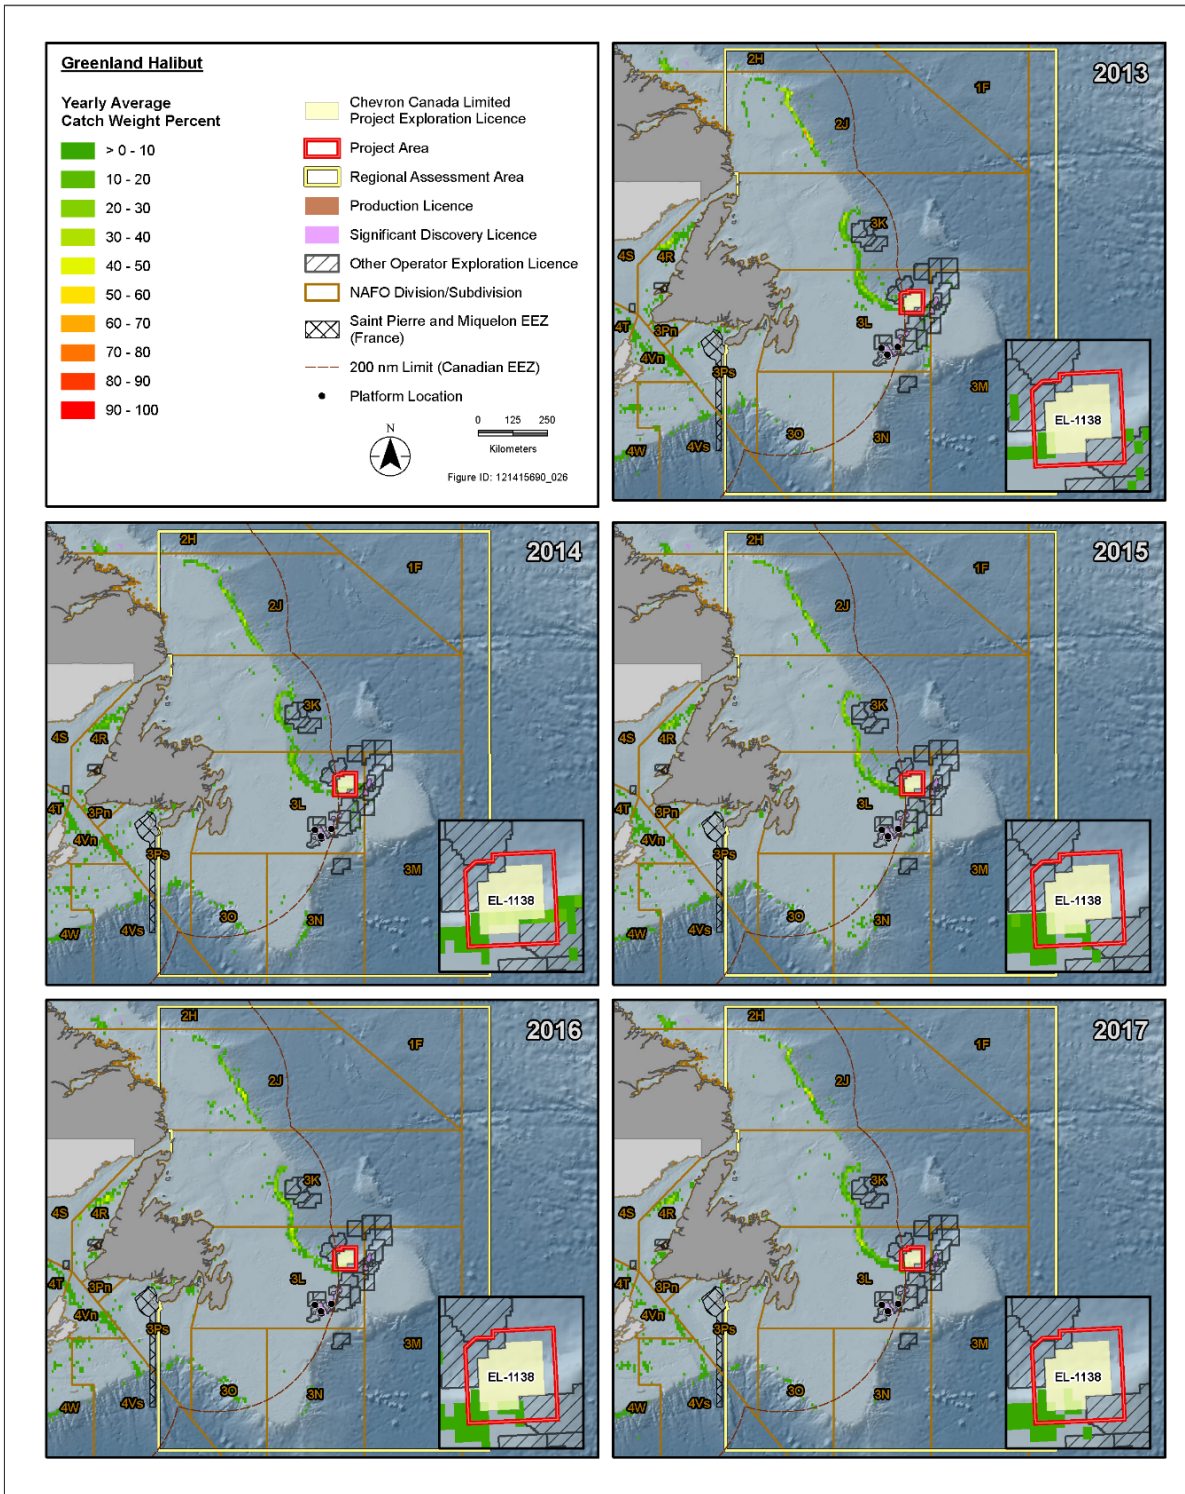 Greenland Halibut
Yearly Average
Catch Weight Percent
> 0 - 10
10 - 20
20 - 30
30 - 40
40 - 50
50 - 60
60 - 70
70 - 80
80 - 90
90 - 100
Chevron Canada Limited
Project Exploration Licence
Project Area
Regional Assessment Area
Production Licence
Significant Discovery Licence
Other Operator Exploration Licence
NAFO Division/Subdivision
Saint Pierre and Miquelon EEZ
(France)
200 nm Limit (Canadian EEZ)
Platform Location
N
0 125 250
Kilometers
Figure ID: 121415690_026
2013
2H
1F
2J
3K
4S
4R
3L
4T
3Pn
4Vn
3Ps
3M
3O
3N
4W
4Vs
EL-1138
2014
2H
1F
2J
3K
4S
4R
3L
4T
3Pn
4Vn
3Ps
3M
3O
3N
4W
4Vs
EL-1138
2015
2H
1F
2J
3K
4S
4R
3L
4T
3Pn
4Vn
3Ps
3M
3O
3N
4W
4Vs
EL-1138
2016
2H
1F
2J
3K
4S
4R
3L
4T
3Pn
4Vn
3Ps
3M
3O
3N
4W
4Vs
EL-1138
2017
2H
1F
2J
3K
4S
4R
3L
4T
3Pn
4Vn
3Ps
3M
3O
3N
4W
4Vs
EL-1138